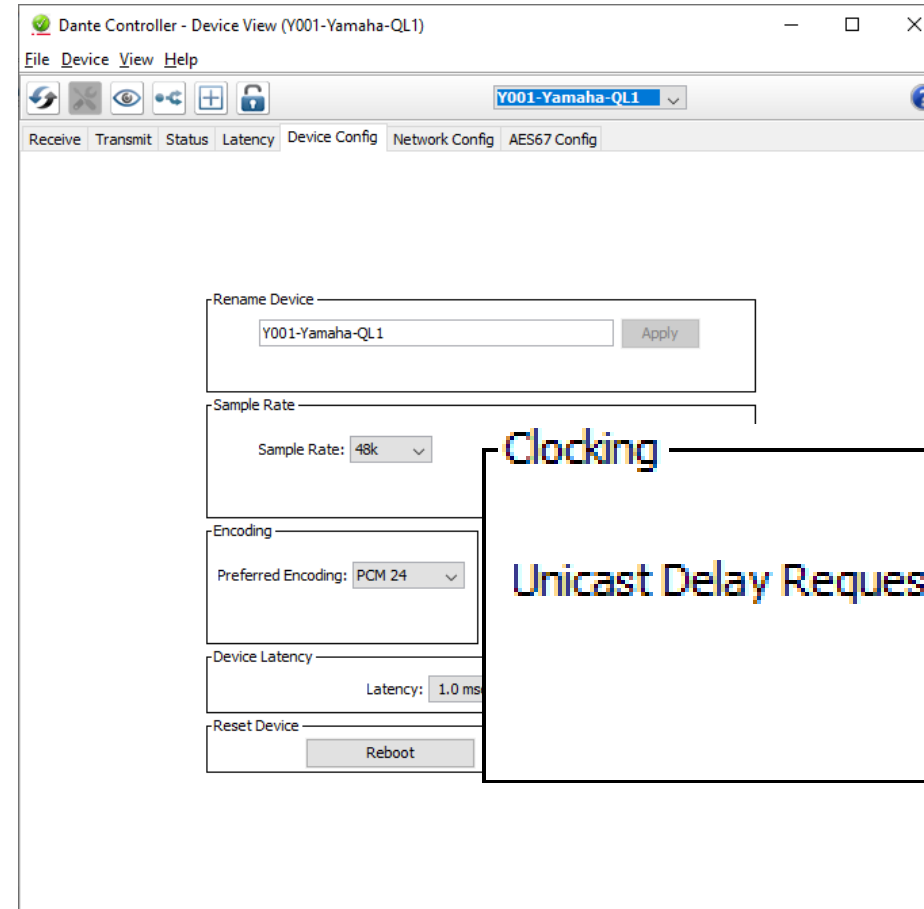 Dante Controller - Device View (Y001-Yamaha-QL1)
File Device View Help
Y001-Yamaha-QL1
Receive Transmit Status Latency Device Config Network Config AES67 Config
Rename Device
Y001-Yamaha-QL1 Apply
Sample Rate
Sample Rate: 48k
Clocking
Encoding
Preferred Encoding: PCM 24
Unicast Delay Reques
Device Latency
Latency: 1.0 ms
Reset Device
Reboot